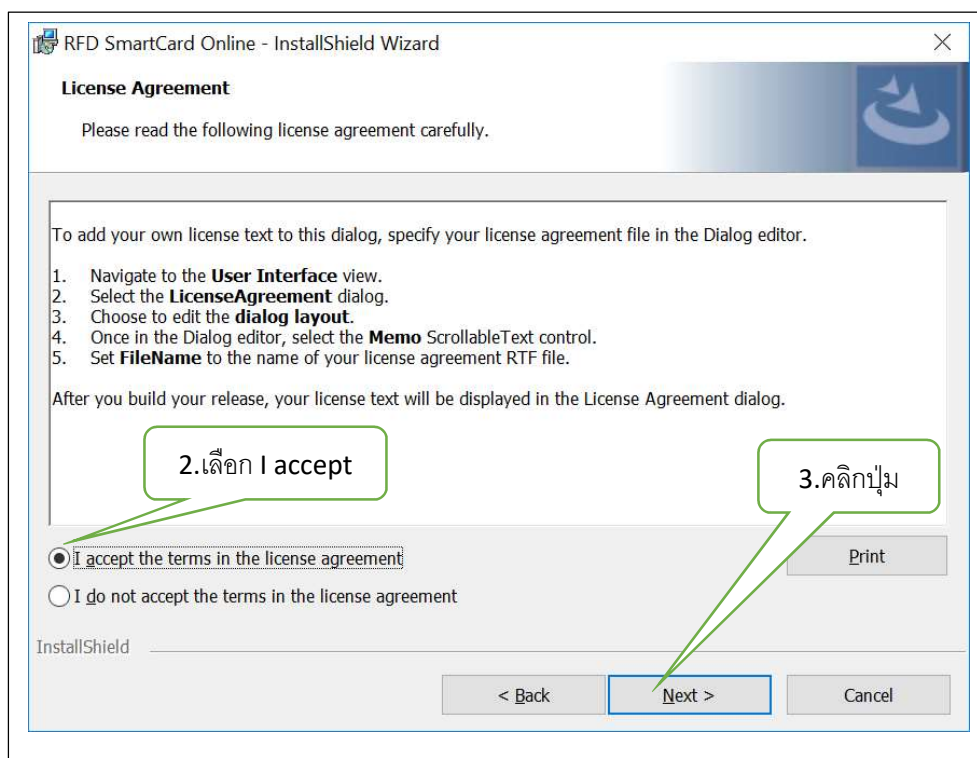 RFD SmartCard Online - InstallShield Wizard
License Agreement
Please read the following license agreement carefully.
To add your own license text to this dialog, specify your license agreement file in the Dialog editor.
1. Navigate to the User Interface view.
2. Select the LicenseAgreement dialog.
3. Choose to edit the dialog layout.
4. Once in the Dialog editor, select the Memo ScrollableText control.
5. Set FileName to the name of your license agreement RTF file.
After you build your release, your license text will be displayed in the License Agreement dialog.
2.เลือก I accept
3.คลิกปุ่ม
I accept the terms in the license agreement
Print
I do not accept the terms in the license agreement
InstallShield
< Back Next > Cancel